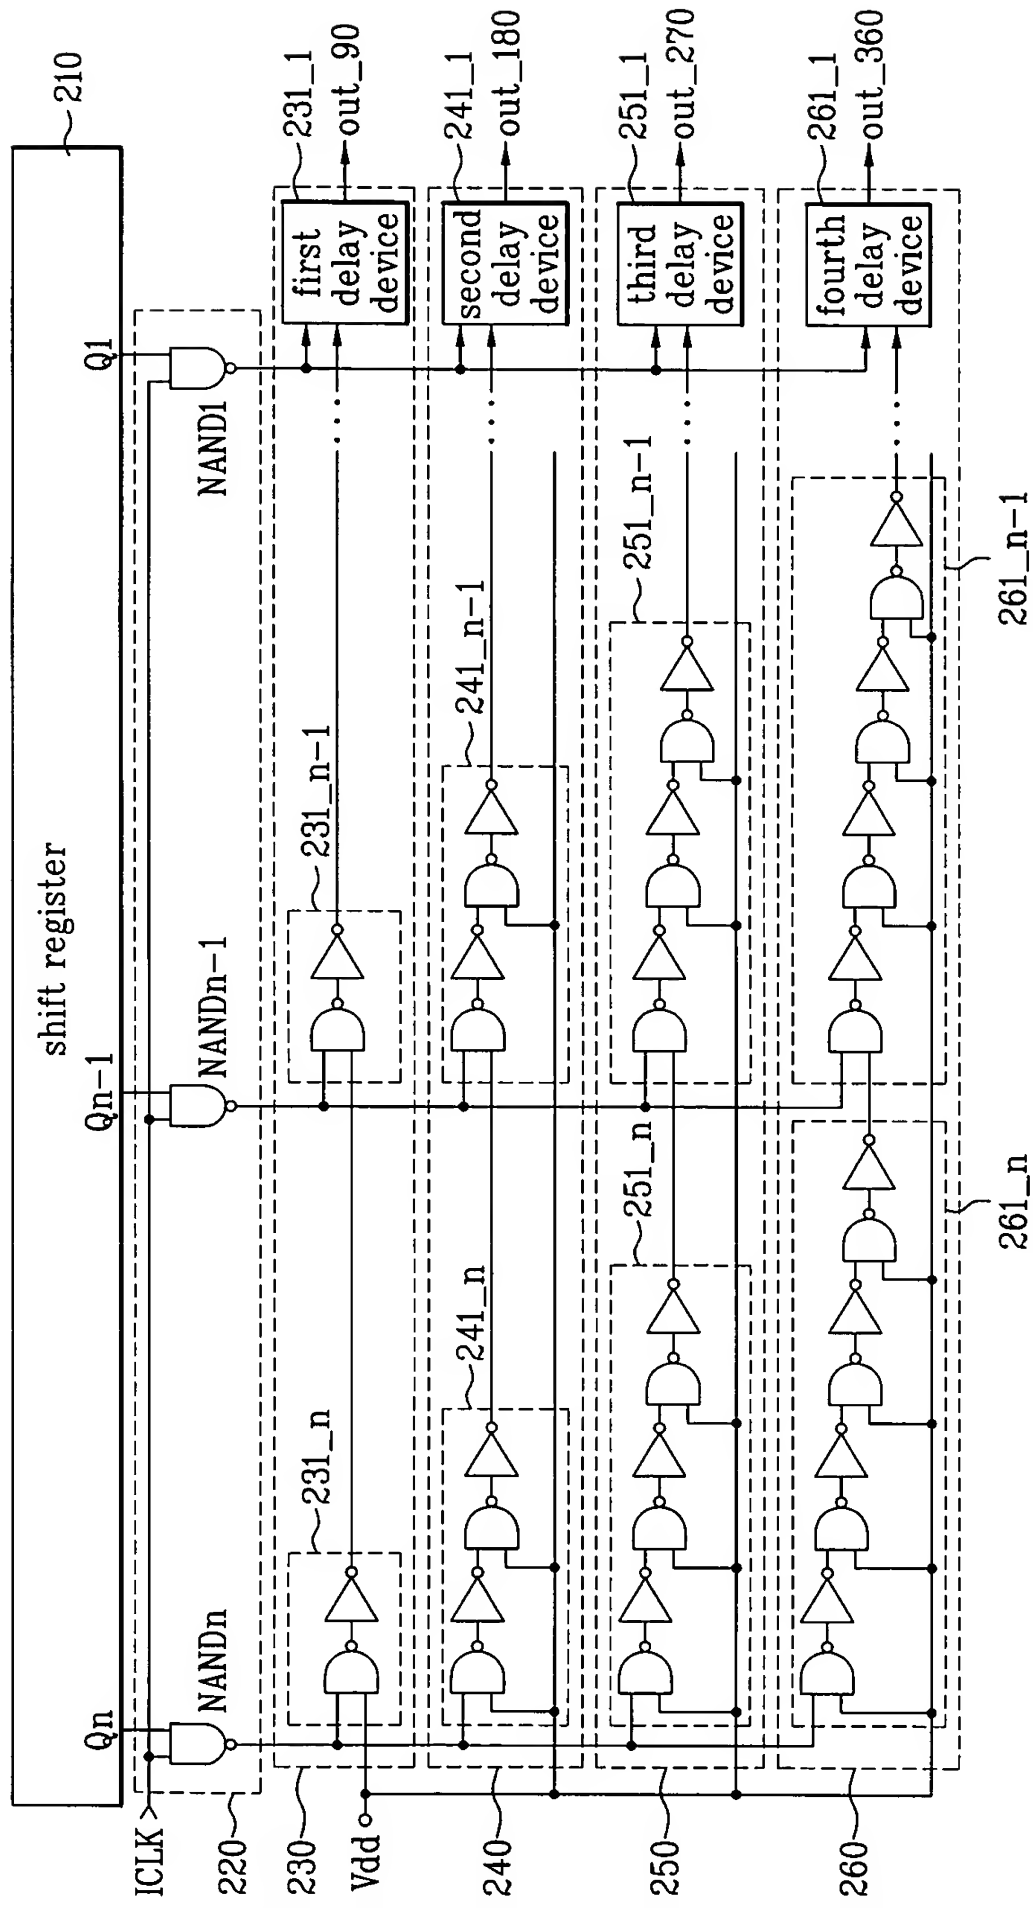 shift register
210
Qn
Qn-1
Q1
ICLK
220
NANDn
NANDn-1
NAND1
230
231_n
231_n-1
first
delay
device
231_1
out_90
Vdd
240
241_n
241_n-1
second
delay
device
241_1
out_180
250
251_n
251_n-1
third
delay
device
251_1
out_270
260
261_n
261_n-1
fourth
delay
device
261_1
out_360